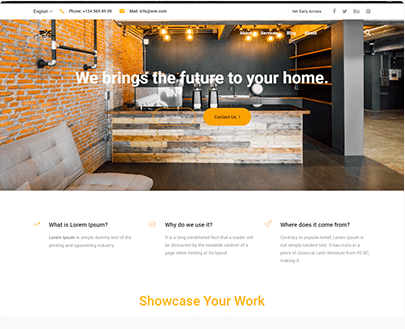 English Phone: +124 569 89 09 Mail: info@one.com Get Early Access
About Services Blog About
We brings the future to your home.
Contact Us >
What is Lorem Ipsum?
Lorem Ipsum is simply dummy text of the
printing and typesetting industry.
Why do we use it?
It is a long established fact that a reader will
be distracted by the readable content of a
page when looking at its layout.
Where does it come from?
Contrary to popular belief, Lorem Ipsum is
not simply random text. It has roots in a
piece of classical Latin literature from 45 BC,
making it
Showcase Your Work